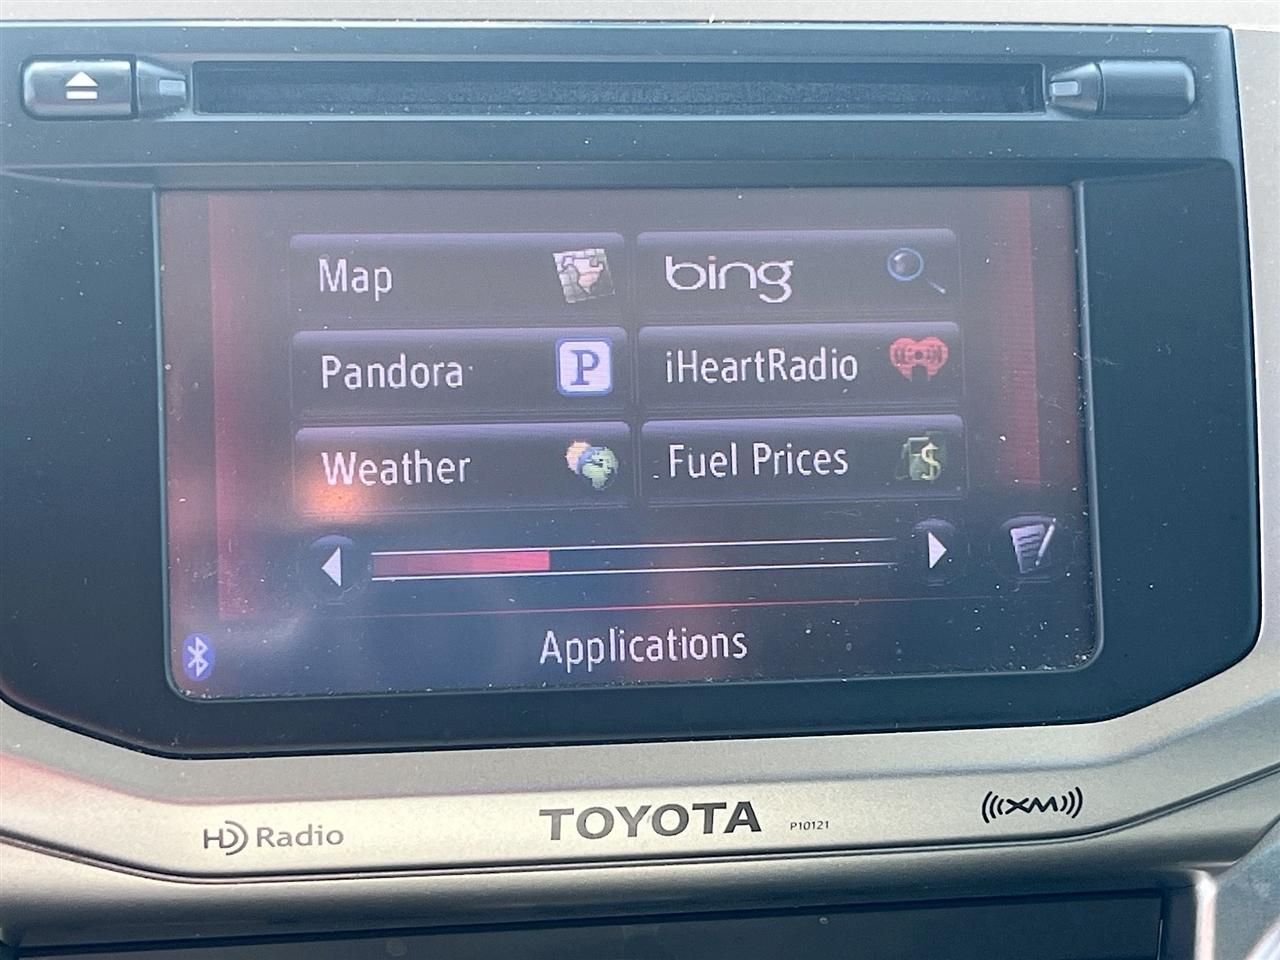 Map
bing
Pandora
P
iHeartRadio
Weather
Fuel Prices
$
Applications
HD Radio
TOYOTA
P10121
(((XM)))